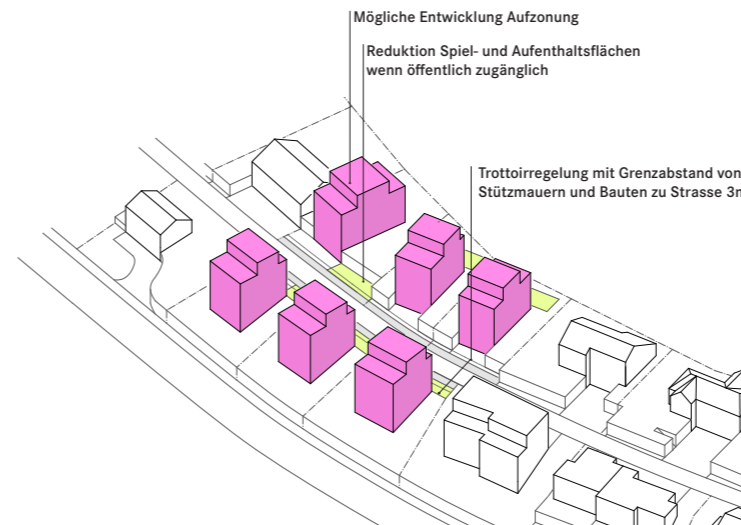 Mögliche Entwicklung Aufzonung
Reduktion Spiel- und Aufenthaltsflächen
wenn öffentlich zugänglich
Trottoirregelung mit Grenzabstand von
Stützmauern und Bauten zu Strasse 3m